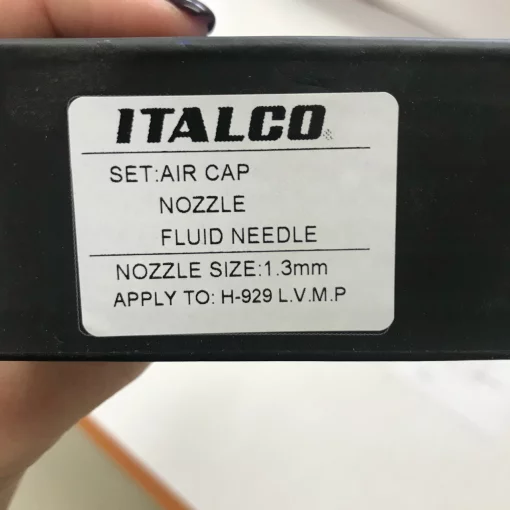 ITALCO®
SET:AIR CAP
NOZZLE
FLUID NEEDLE
NOZZLE SIZE:1.3mm
APPLY TO: H-929 L.V.M.P